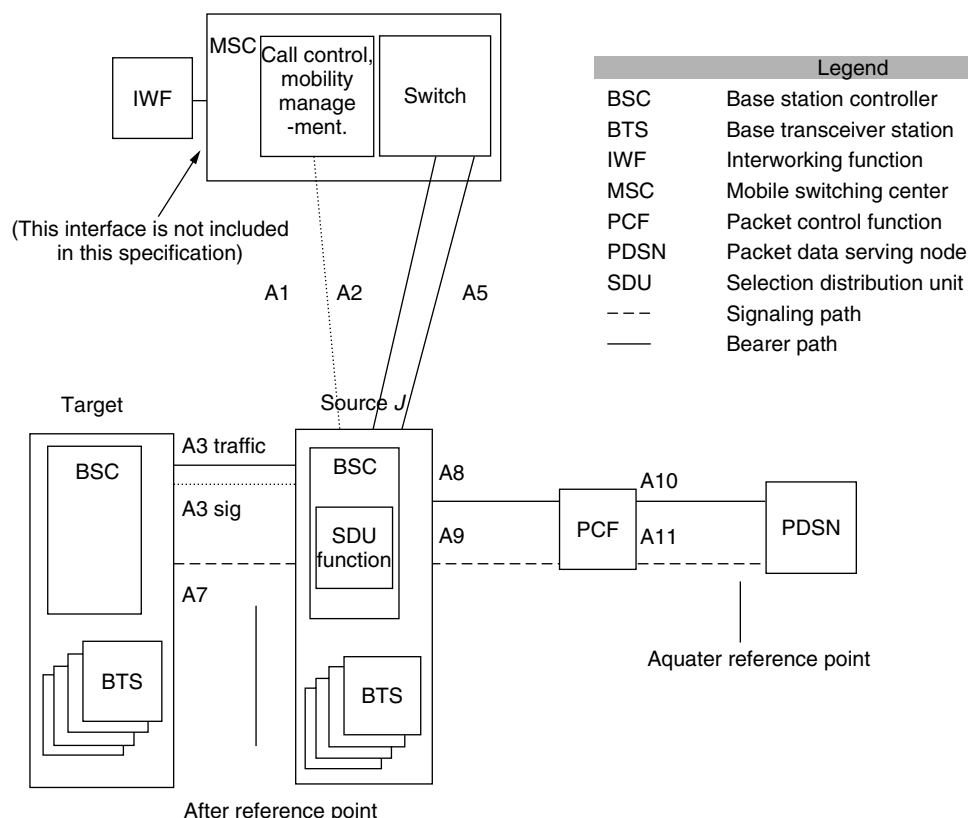 MSC
Call control,
mobility
manage
-ment.
Switch
IWF
(This interface is not included
in this specification)
A1
A2
A5
Legend
BSC Base station controller
BTS Base transceiver station
IWF Interworking function
MSC Mobile switching center
PCF Packet control function
PDSN Packet data serving node
SDU Selection distribution unit
Signaling path
Bearer path
Target
Source J
BSC
A3 traffic
A3 sig
A7
BTS
BSC
SDU
function
BTS
A8
A9
PCF
A10
A11
PDSN
Aquater reference point
After reference point